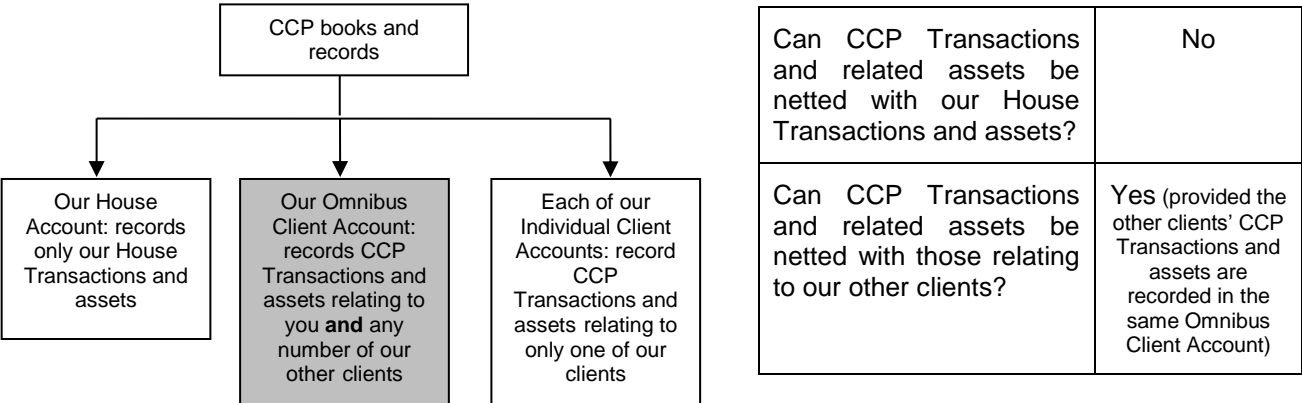 CCP books and
records
Our House
Account: records
only our House
Transactions and
assets
Our Omnibus
Client Account:
records CCP
Transactions and
assets relating to
you and any
number of our
other clients
Each of our
Individual Client
Accounts: record
CCP
Transactions and
assets relating to
only one of our
clients
Can CCP Transactions
and related assets be
netted with our House
Transactions and assets?
No
Can CCP Transactions
and related assets be
netted with those relating
to our other clients?
Yes (provided the
other clients’ CCP
Transactions and
assets are
recorded in the
same Omnibus
Client Account)